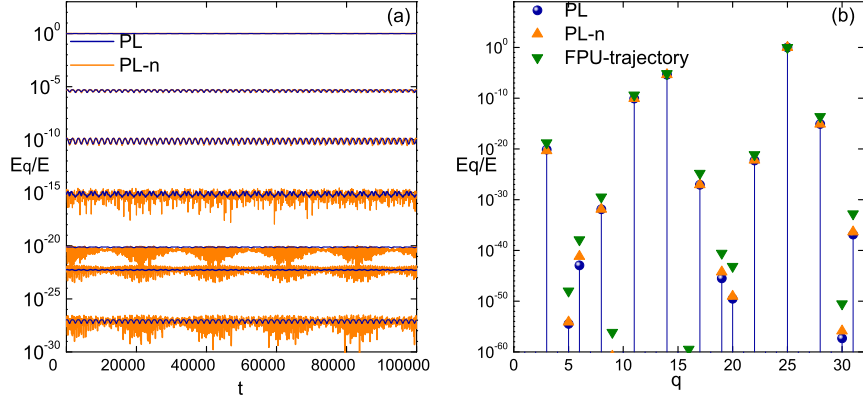 (a)
10^0
PL
PL-n
10^-5
10^-10
Eq/E
10^-15
10^-20
10^-25
10^-30
0 20000 40000 60000 80000 100000
t
(b)
PL
PL-n
FPU-trajectory
10^0
10^-10
10^-20
Eq/E
10^-30
10^-40
10^-50
10^-60
0 5 10 15 20 25 30
q